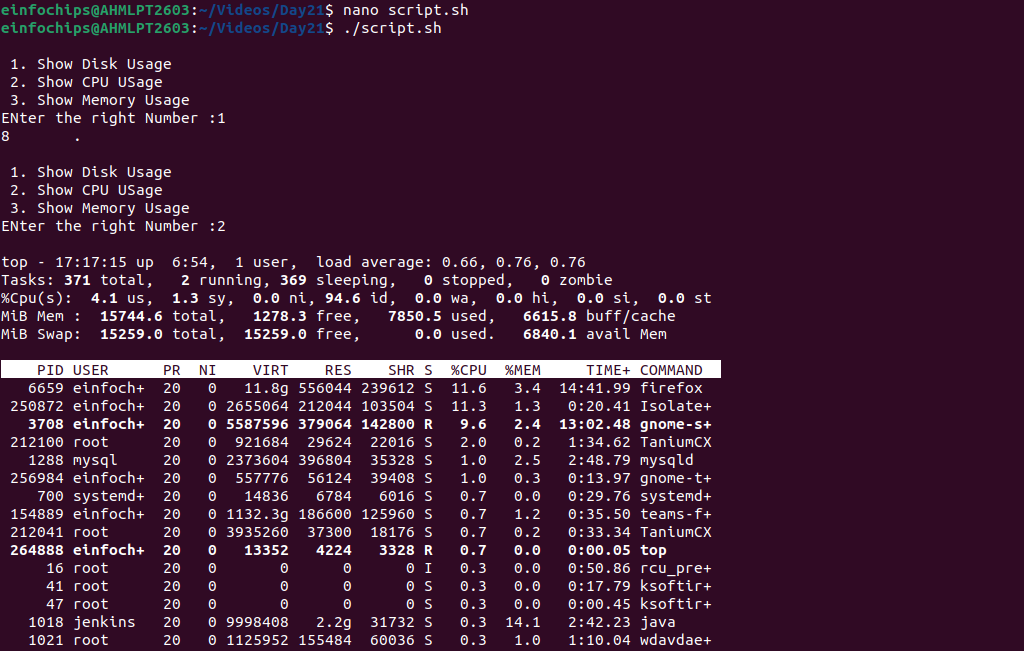 einfochips@AHMLPT2603:~/Videos/Day21$ nano script.sh
einfochips@AHMLPT2603:~/Videos/Day21$ ./script.sh
1. Show Disk Usage
2. Show CPU USage
3. Show Memory Usage
ENter the right Number :1
8       .
1. Show Disk Usage
2. Show CPU USage
3. Show Memory Usage
ENter the right Number :2
top - 17:17:15 up  6:54,  1 user,  load average: 0.66, 0.76, 0.76
Tasks: 371 total,   2 running, 369 sleeping,   0 stopped,   0 zombie
%Cpu(s):  4.1 us,  1.3 sy,  0.0 ni, 94.6 id,  0.0 wa,  0.0 hi,  0.0 si,  0.0 st
MiB Mem :  15744.6 total,   1278.3 free,   7850.5 used,   6615.8 buff/cache
MiB Swap:  15259.0 total,  15259.0 free,      0.0 used.   6840.1 avail Mem
    PID USER      PR  NI    VIRT    RES    SHR S  %CPU  %MEM     TIME+ COMMAND
   6659 einfoch+  20   0   11.8g 556044 239612 S  11.6   3.4  14:41.99 firefox
 250872 einfoch+  20   0 2655064 212044 103504 S  11.3   1.3   0:20.41 Isolate+
   3708 einfoch+  20   0 5587596 379064 142800 R   9.6   2.4  13:02.48 gnome-s+
 212100 root      20   0  921684  29624  22016 S   2.0   0.2   1:34.62 TaniumCX
   1288 mysql     20   0 2373604 396804  35328 S   1.0   2.5   2:48.79 mysqld
 256984 einfoch+  20   0  557776  56124  39408 S   1.0   0.3   0:13.97 gnome-t+
    700 systemd+  20   0   14836   6784   6016 S   0.7   0.0   0:29.76 systemd+
 154889 einfoch+  20   0 1132.3g 186600 125960 S   0.7   1.2   0:35.50 teams-f+
 212041 root      20   0 3935260  37300  18176 S   0.7   0.2   0:33.34 TaniumCX
 264888 einfoch+  20   0   13352   4224   3328 R   0.7   0.0   0:00.05 top
     16 root      20   0       0      0      0 I   0.3   0.0   0:50.86 rcu_pre+
     41 root      20   0       0      0      0 S   0.3   0.0   0:17.79 ksoftir+
     47 root      20   0       0      0      0 S   0.3   0.0   0:00.45 ksoftir+
   1018 jenkins   20   0 9998408   2.2g  31732 S   0.3  14.1   2:42.23 java
   1021 root      20   0 1125952 155484  60036 S   0.3   1.0   1:10.04 wdavdae+